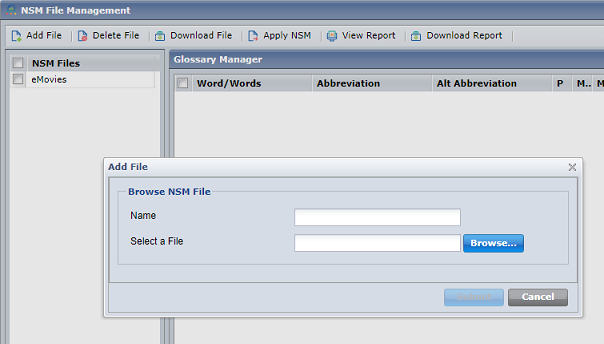 NSM File Management
Add File Delete File Download File Apply NSM View Report Download Report
NSM Files
eMovies
Glossary Manager
Word/Words Abbreviation Alt Abbreviation P M.. M
Add File
Browse NSM File
Name
Select a File Browse...
Cancel